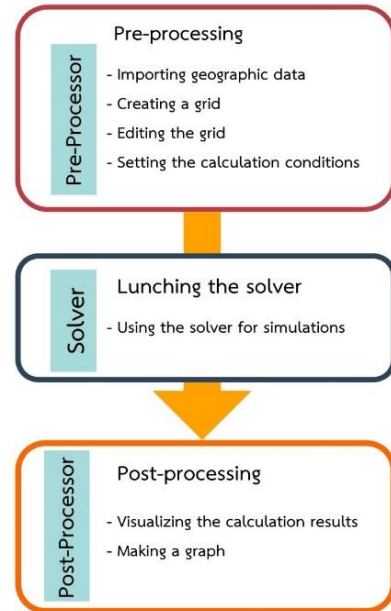 Pre-processing
Pre-Processor
- Importing geographic data
- Creating a grid
- Editing the grid
- Setting the calculation conditions
Lunching the solver
Solver
- Using the solver for simulations
Post-processing
Post-Processor
- Visualizing the calculation results
- Making a graph